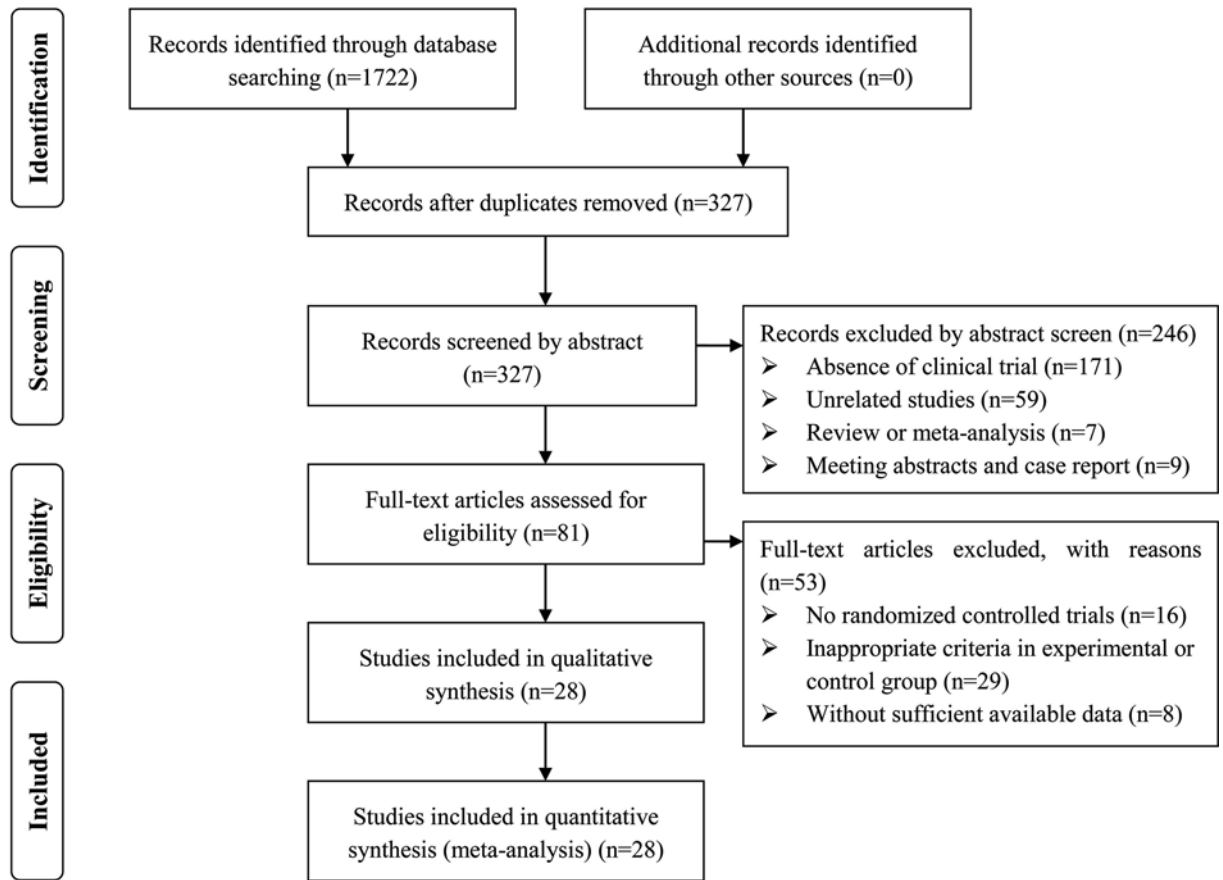 Identification
Records identified through database
searching (n=1722)
Additional records identified
through other sources (n=0)
Records after duplicates removed (n=327)
Screening
Records screened by abstract
(n=327)
Records excluded by abstract screen (n=246)
➢ Absence of clinical trial (n=171)
➢ Unrelated studies (n=59)
➢ Review or meta-analysis (n=7)
➢ Meeting abstracts and case report (n=9)
Eligibility
Full-text articles assessed for
eligibility (n=81)
Full-text articles excluded, with reasons
(n=53)
➢ No randomized controlled trials (n=16)
➢ Inappropriate criteria in experimental or
control group (n=29)
➢ Without sufficient available data (n=8)
Studies included in qualitative
synthesis (n=28)
Included
Studies included in quantitative
synthesis (meta-analysis) (n=28)